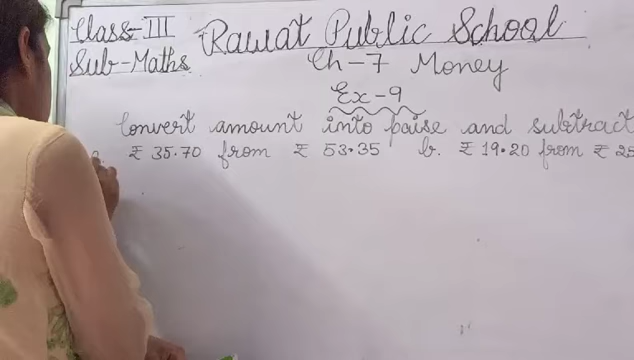 Class-III Rawat Public School
Sub-Maths Ch-7 Money
Ex-9
Convert amount into paise and subtract
₹ 35.70 from ₹ 53.35 b. ₹ 19.20 from ₹